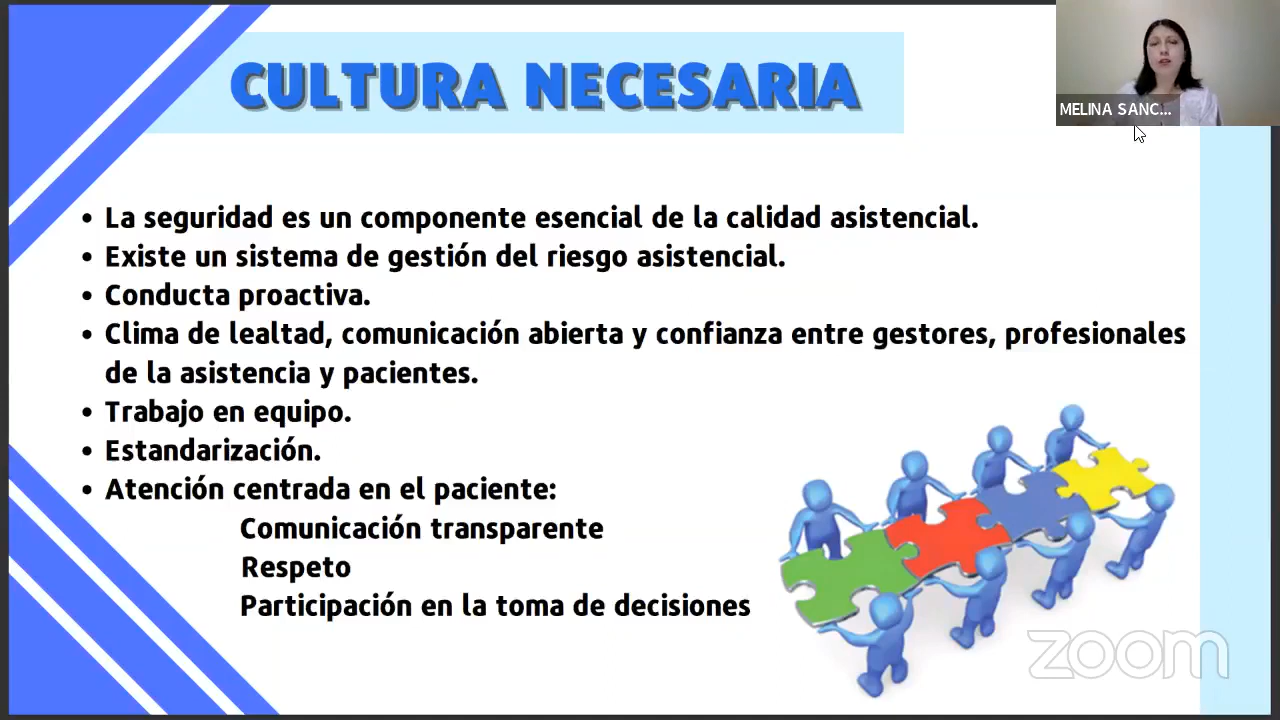 CULTURA NECESARIA
MELINA SANC...
• La seguridad es un componente esencial de la calidad asistencial.
• Existe un sistema de gestión del riesgo asistencial.
• Conducta proactiva.
• Clima de lealtad, comunicación abierta y confianza entre gestores, profesionales
de la asistencia y pacientes.
• Trabajo en equipo.
• Estandarización.
• Atención centrada en el paciente:
Comunicación transparente
Respeto
Participación en la toma de decisiones
zoom